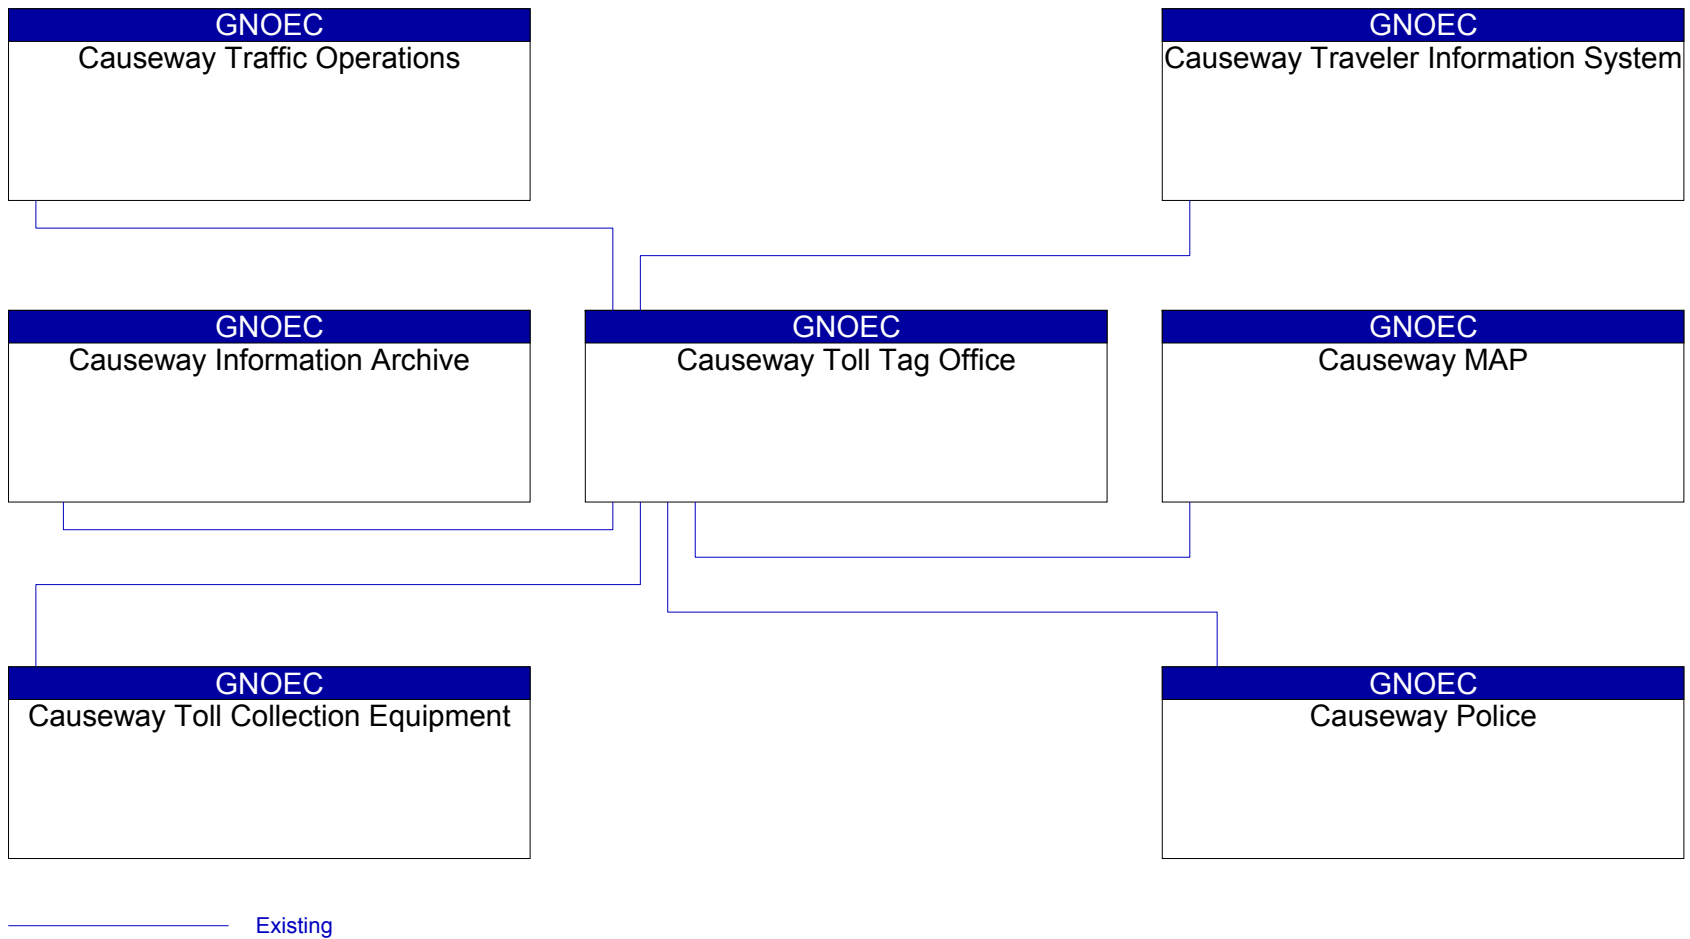 GNOEC
Causeway Traffic Operations
GNOEC
Causeway Traveler Information System
GNOEC
Causeway Information Archive
GNOEC
Causeway Toll Tag Office
GNOEC
Causeway MAP
GNOEC
Causeway Toll Collection Equipment
GNOEC
Causeway Police
Existing